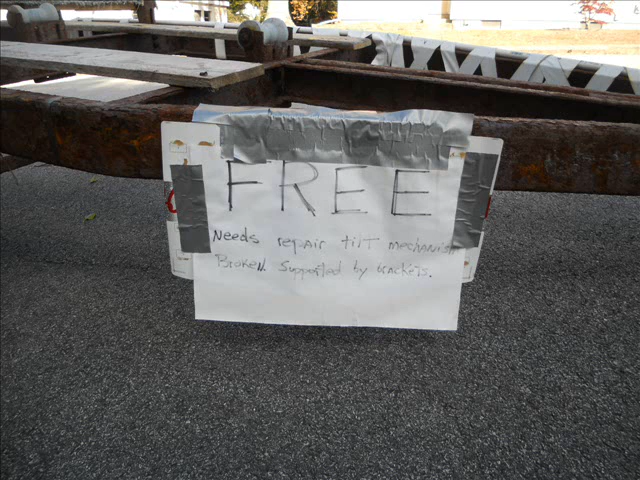 FREE
Needs repair tilT mechanism
Broken. Supported by brackets.